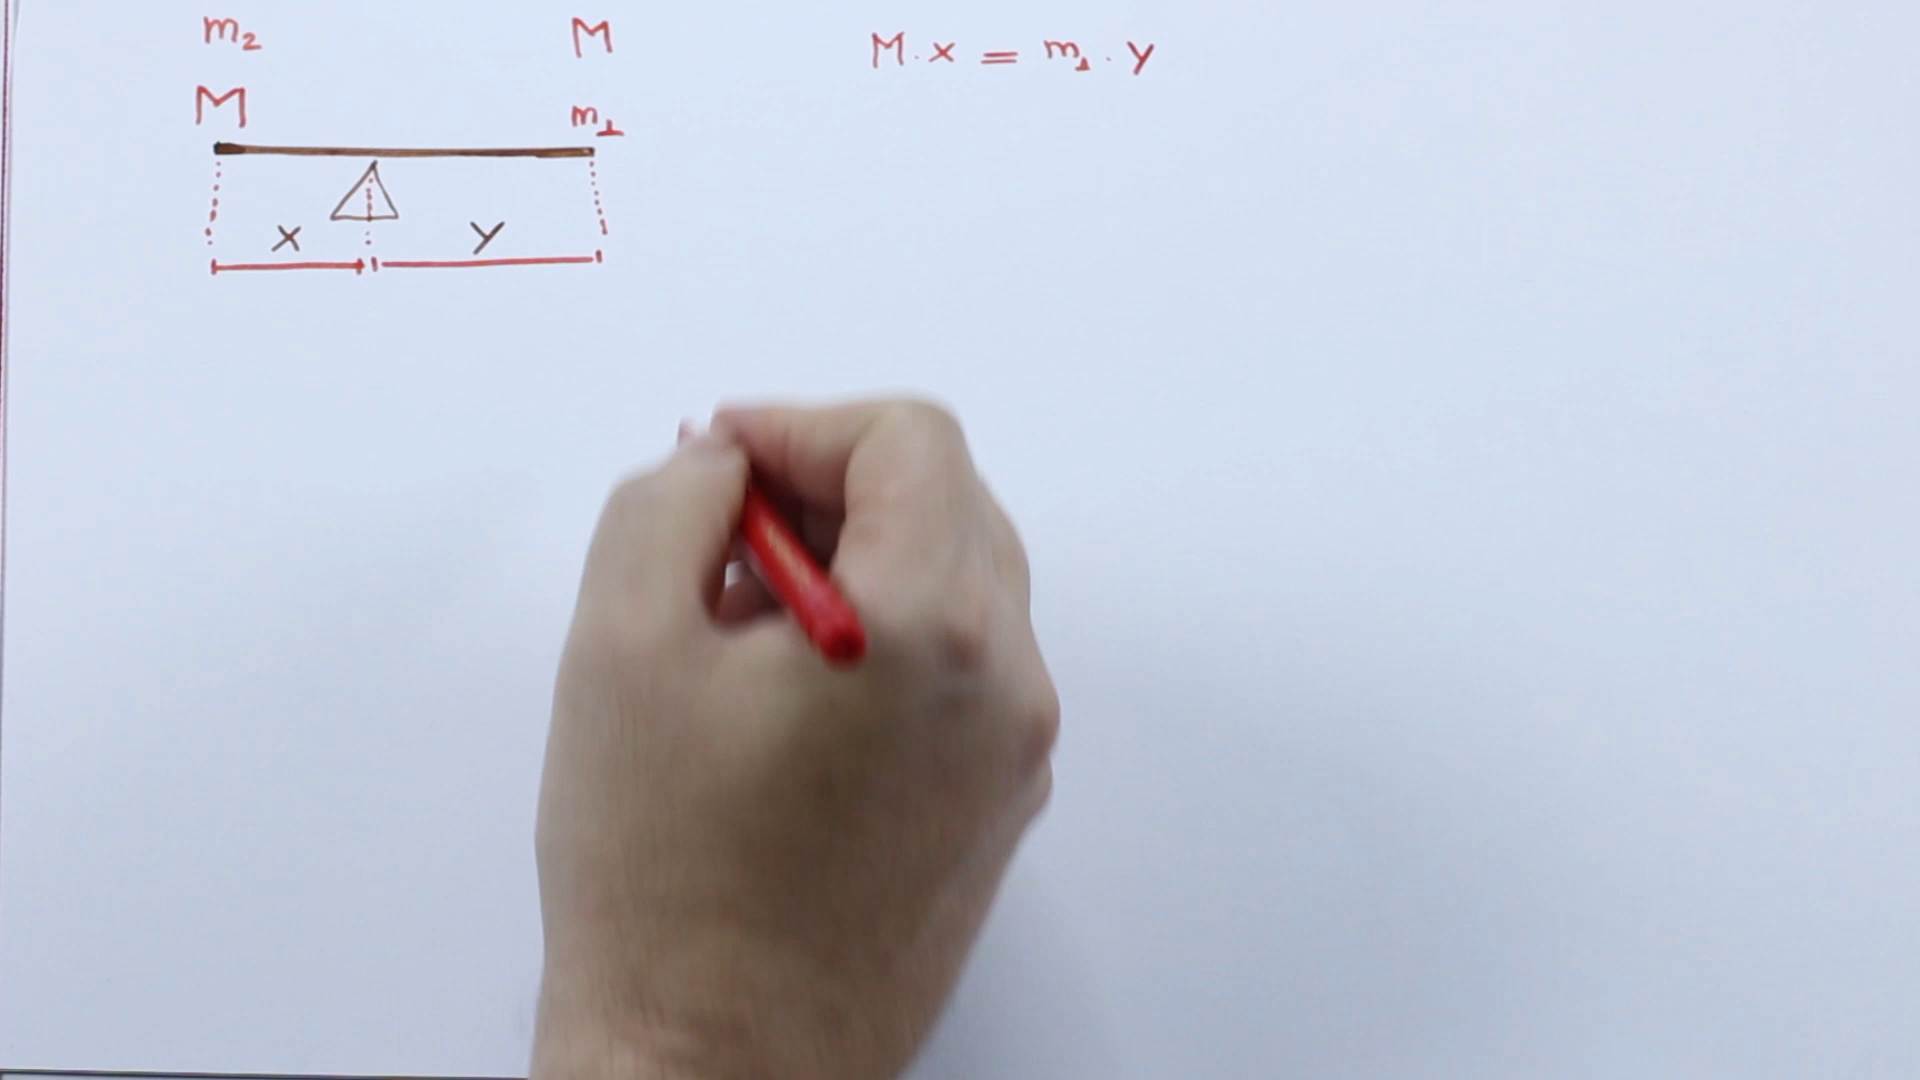 m₂ M M . x = m₁ . y
M m₁
x y